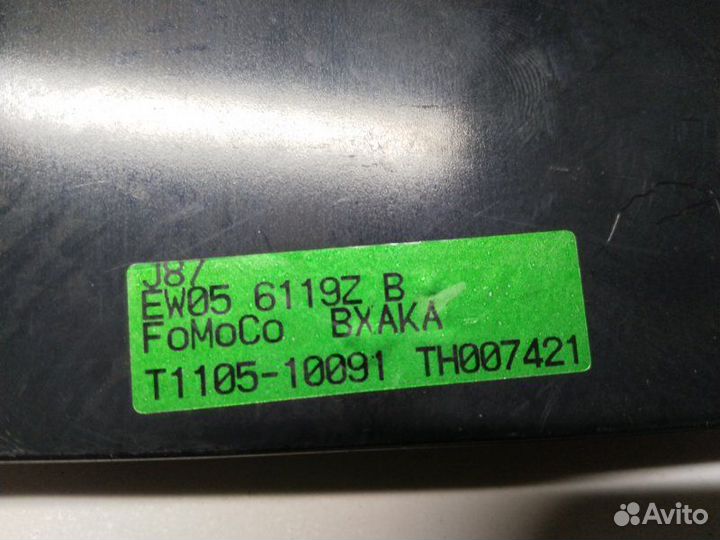 J87
EW05 6119Z B
FoMoCo BXAKA
T1105-10091 TH007421
Avito